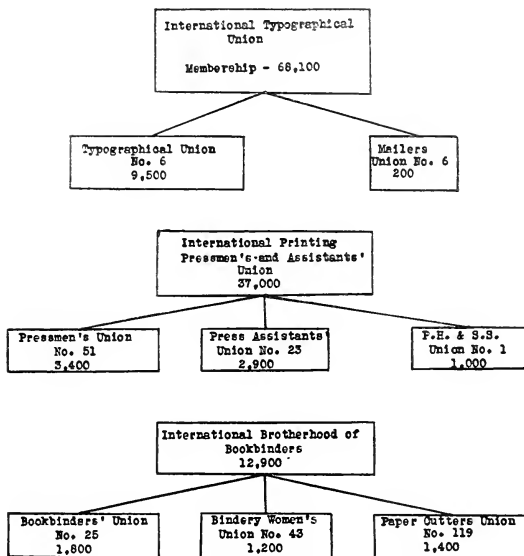 International Typographical
Union
Membership - 68,100
Typographical Union
No. 6
9,500
Mailers
Union No. 6
200
International Printing
Pressmen's and Assistants'
Union
37,000
Pressmen's Union
No. 51
3,400
Press Assistants'
Union No. 23
2,900
P.H. & S.S.
Union No. 1
1,000
International Brotherhood of
Bookbinders
12,900
Bookbinders' Union
No. 25
1,800
Bindery Women's
Union No. 43
1,200
Paper Cutters Union
No. 119
1,400